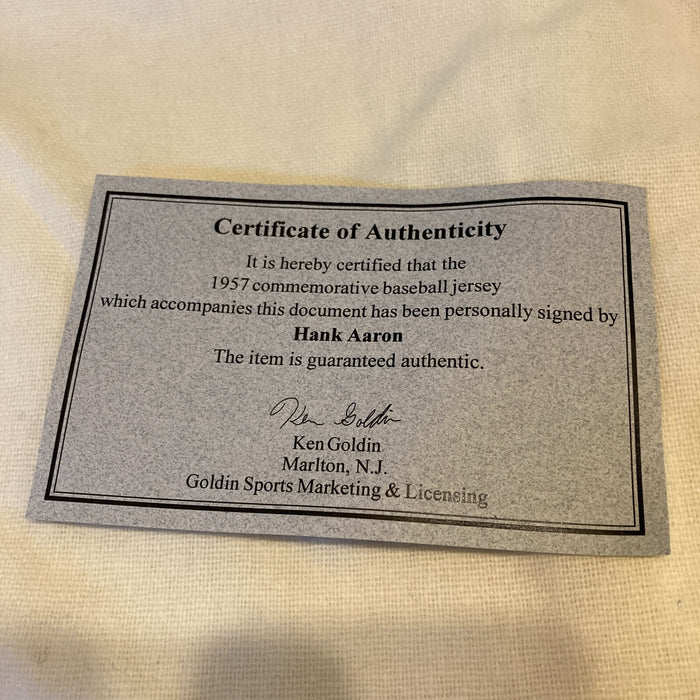 Certificate of Authenticity
It is hereby certified that the
1957 commemorative baseball jersey
which accompanies this document has been personally signed by
Hank Aaron
The item is guaranteed authentic.
Ken Goldin
Ken Goldin
Marlton, N.J.
Goldin Sports Marketing & Licensing